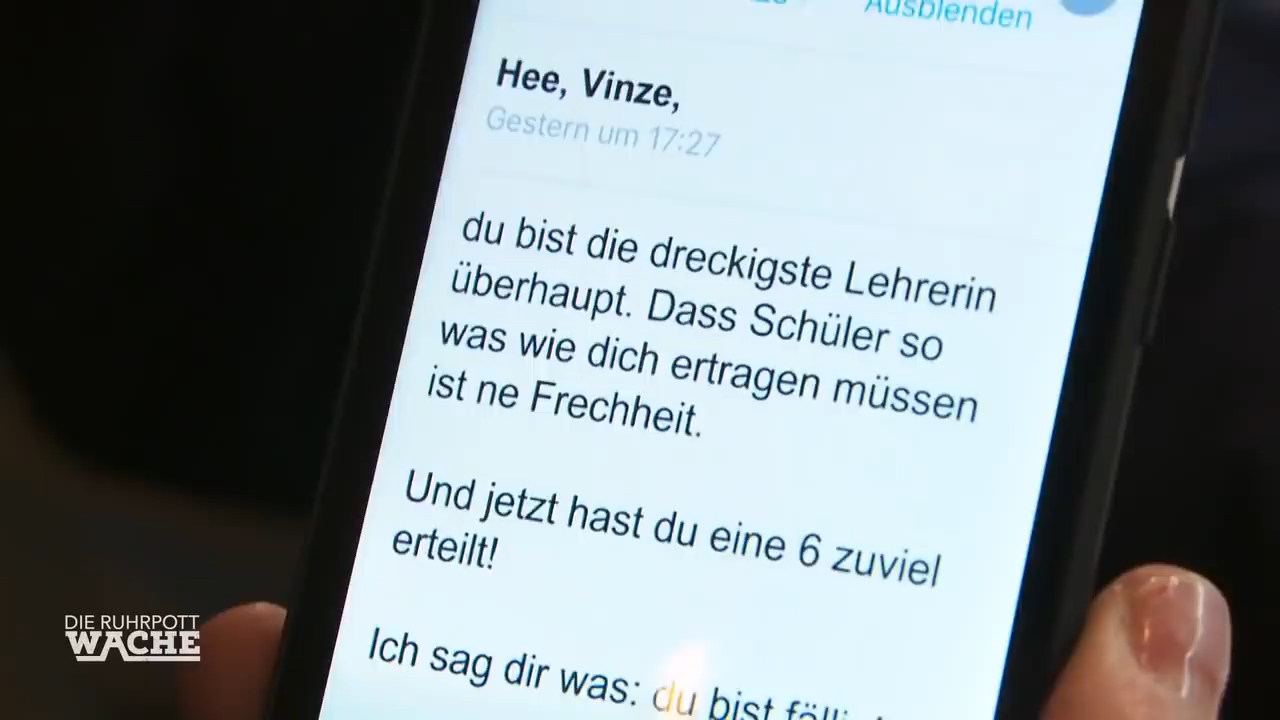 Ausblenden
Hee, Vinze,
Gestern um 17:27
du bist die dreckigste Lehrerin
überhaupt. Dass Schüler so
was wie dich ertragen müssen
ist ne Frechheit.
Und jetzt hast du eine 6 zuviel
erteilt!
Ich sag dir was: du bist
DIE RUHRPOTT
WACHE